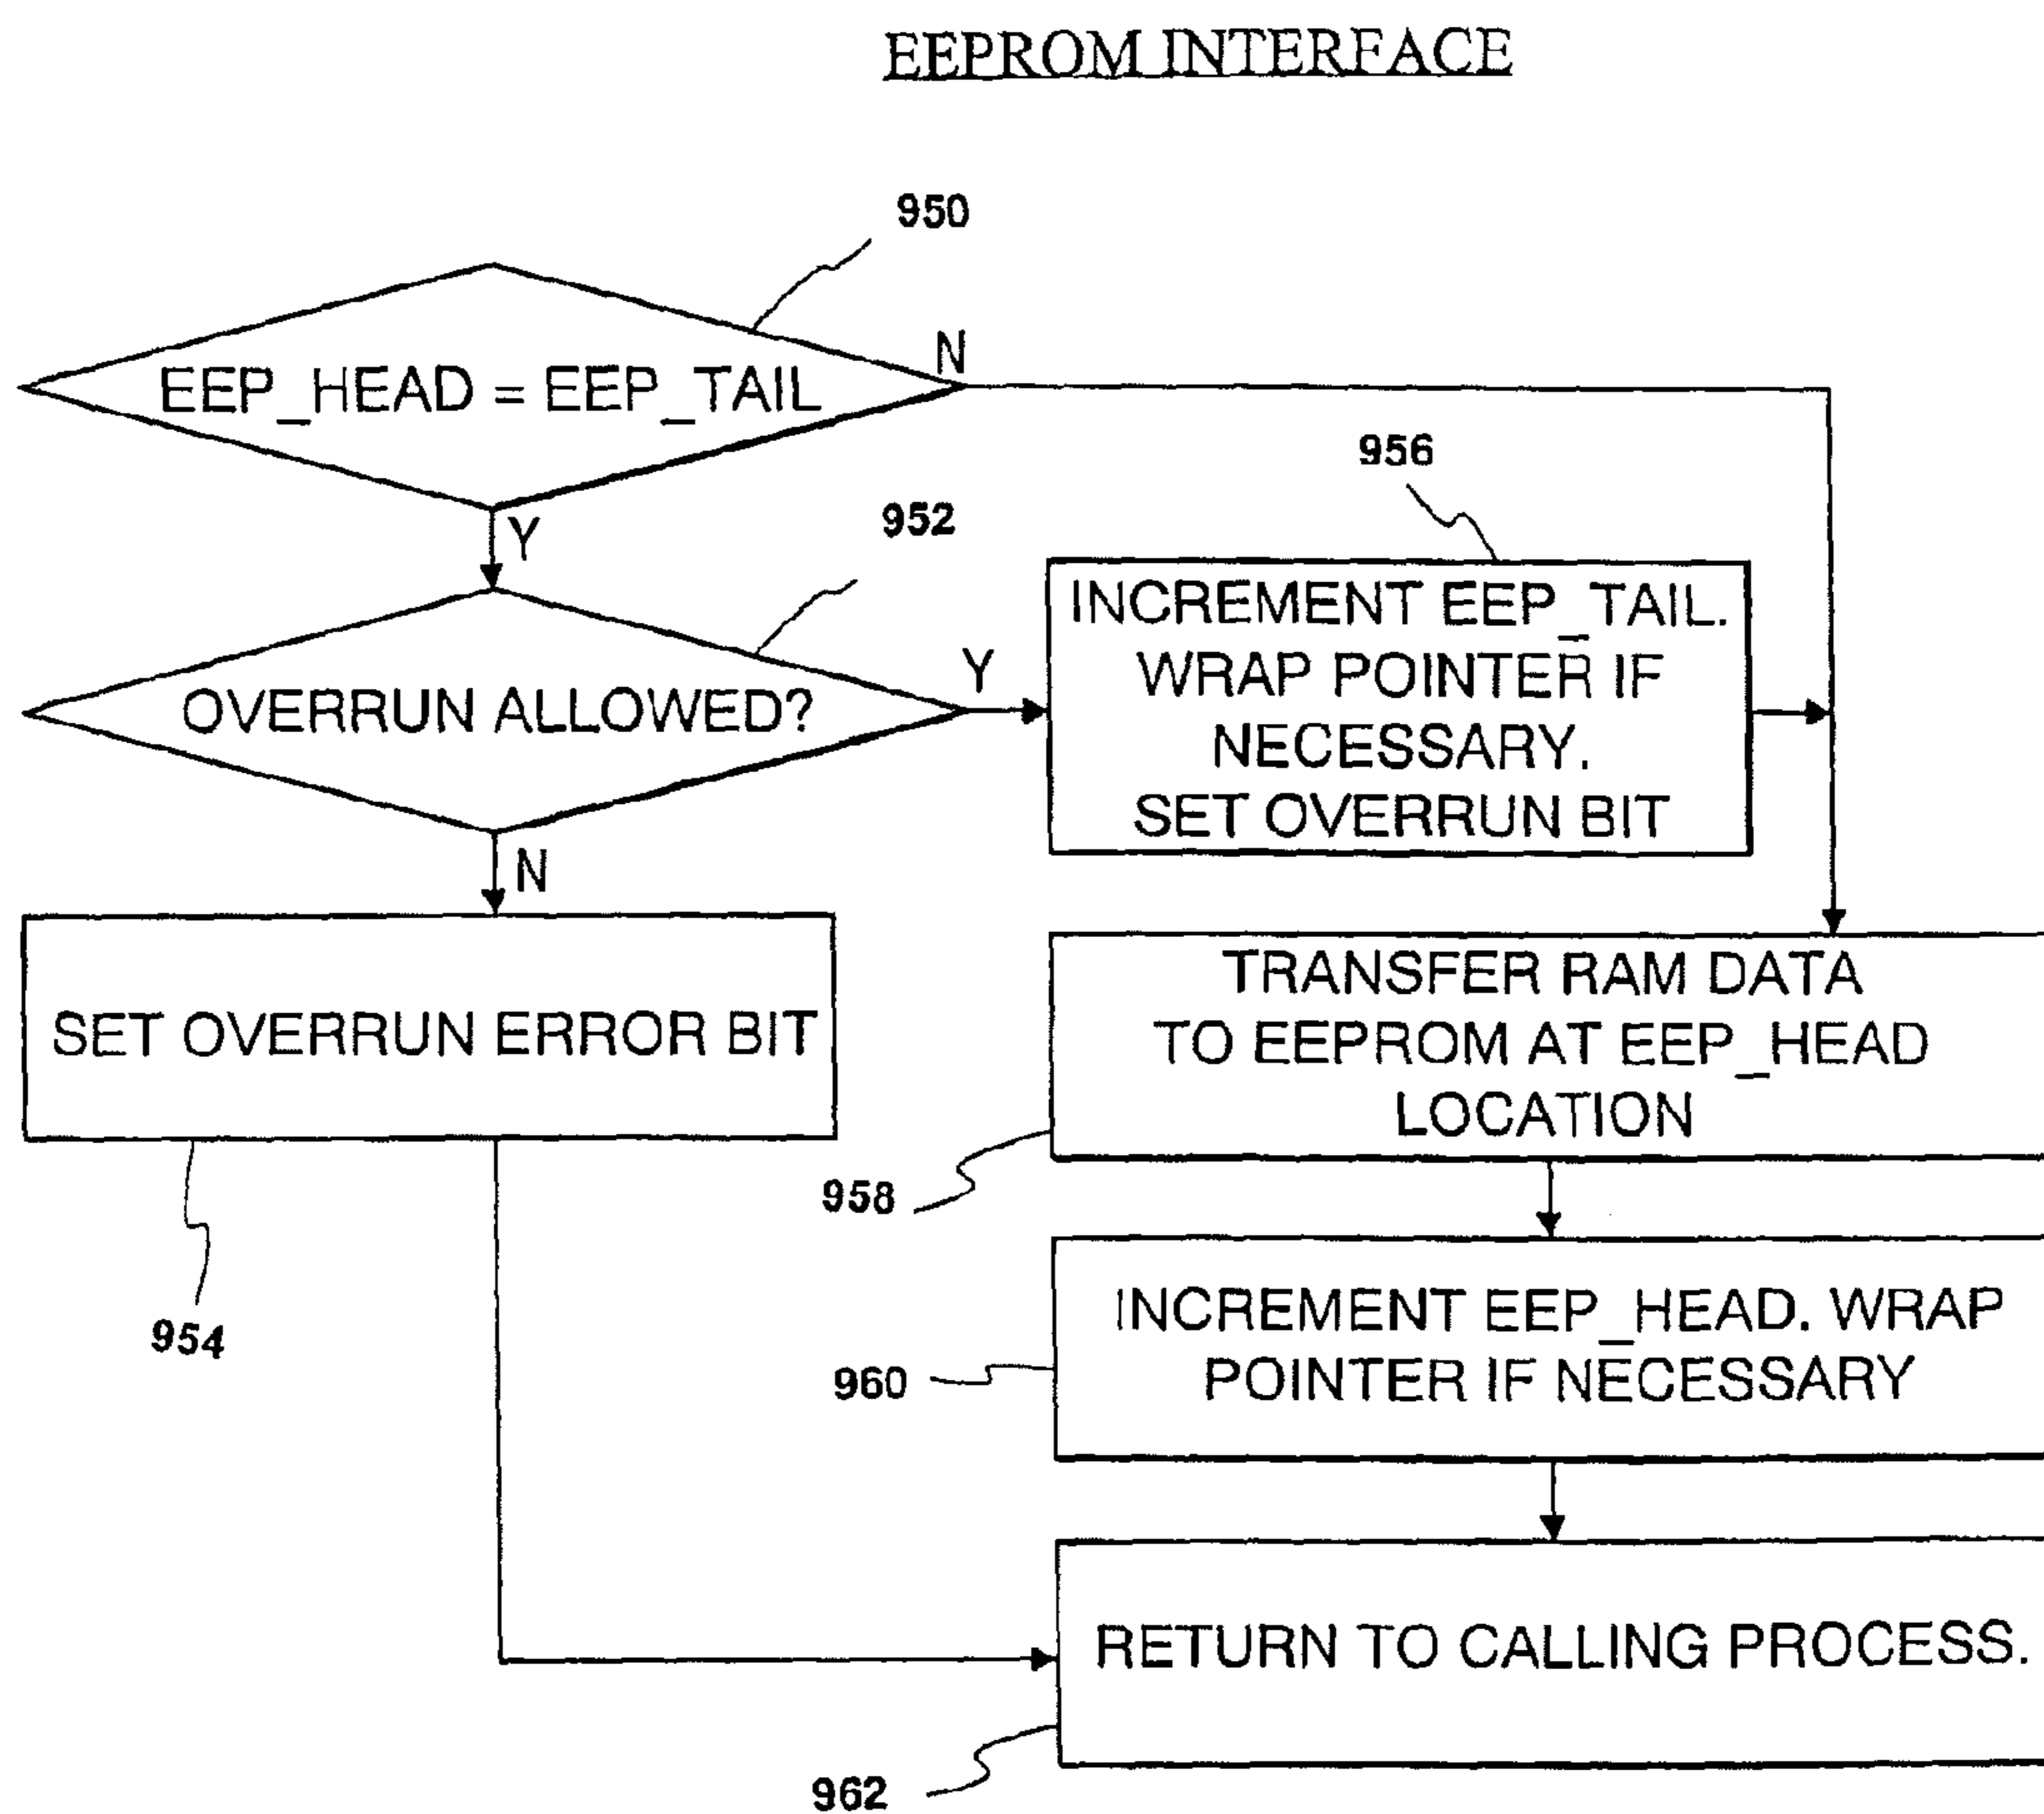 EEPROM INTERFACE
950
EEP_HEAD = EEP_TAIL
N
Y
952
OVERRUN ALLOWED?
Y
N
956
INCREMENT EEP_TAIL.
WRAP POINTER IF
NECESSARY.
SET OVERRUN BIT
SET OVERRUN ERROR BIT
954
TRANSFER RAM DATA
TO EEPROM AT EEP_HEAD
LOCATION
958
INCREMENT EEP_HEAD. WRAP
POINTER IF NECESSARY
960
RETURN TO CALLING PROCESS.
962